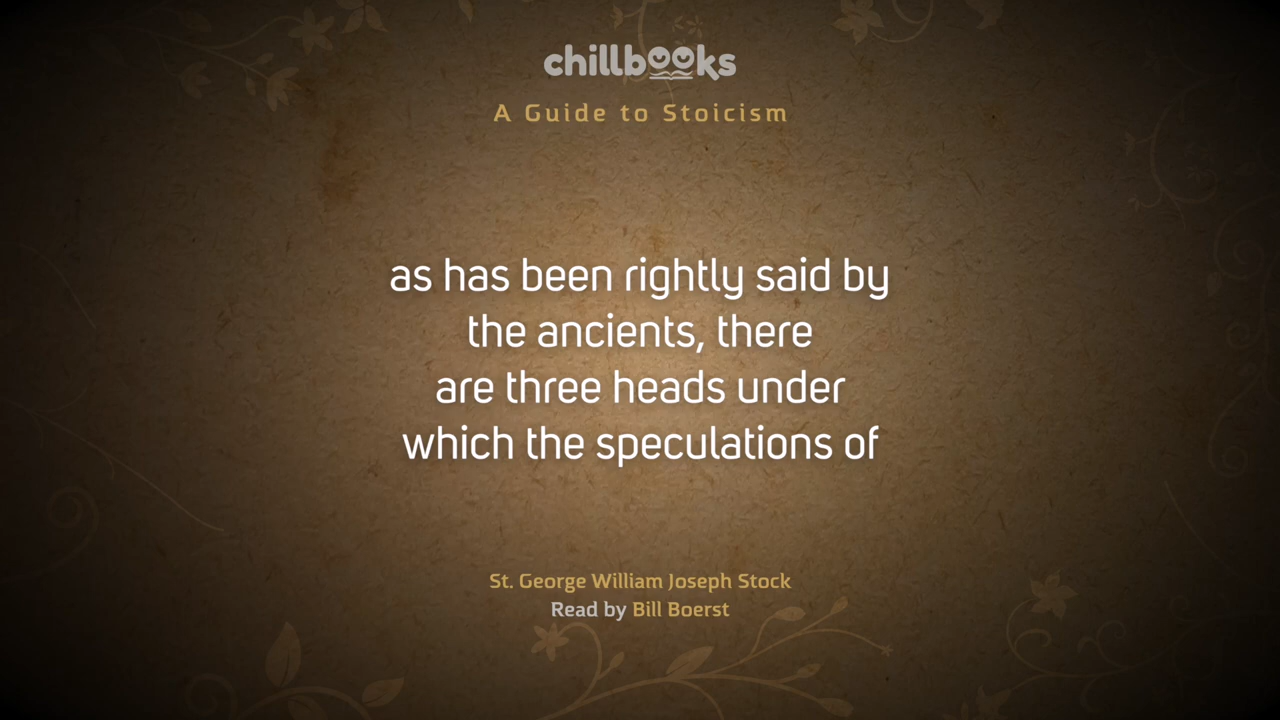 chillbooks
A Guide to Stoicism
as has been rightly said by
the ancients, there
are three heads under
which the speculations of
St. George William Joseph Stock
Read by Bill Boerst